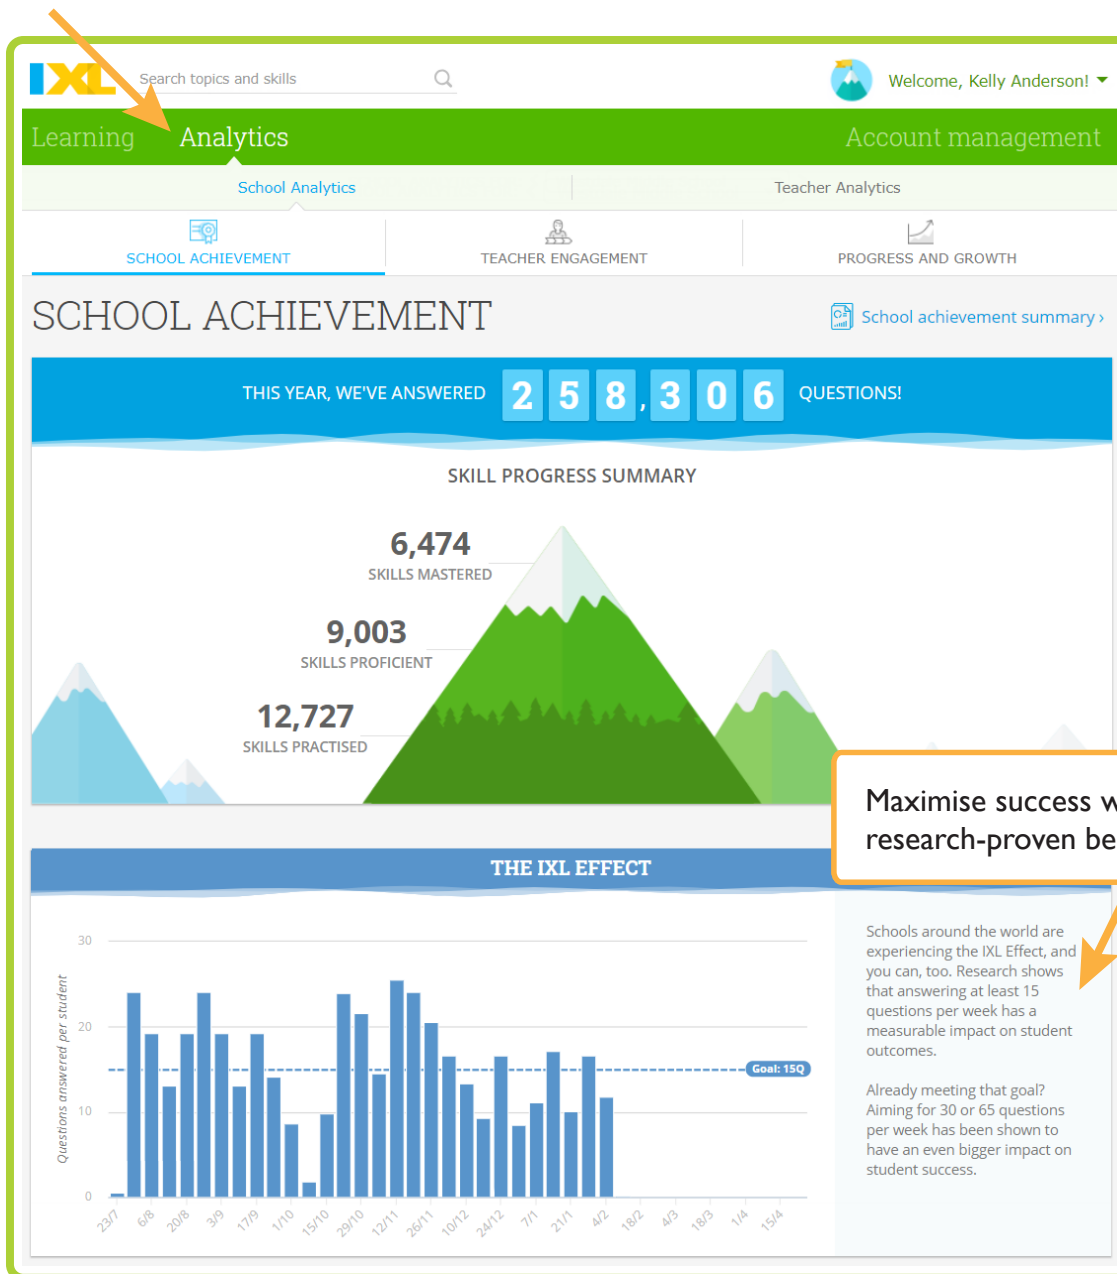 IXL
Search topics and skills
Welcome, Kelly Anderson!
Learning Analytics Account management
School Analytics Teacher Analytics
SCHOOL ACHIEVEMENT TEACHER ENGAGEMENT PROGRESS AND GROWTH
SCHOOL ACHIEVEMENT
School achievement summary ›
THIS YEAR, WE'VE ANSWERED 258,306 QUESTIONS!
SKILL PROGRESS SUMMARY
6,474
SKILLS MASTERED
9,003
SKILLS PROFICIENT
12,727
SKILLS PRACTISED
Maximise success w
research-proven be
THE IXL EFFECT
Questions answered per student
30
20
10
0
Goal: 15Q
23/7 6/8 20/8 3/9 17/9 1/10 15/10 29/10 12/11 26/11 10/12 24/12 7/1 21/1 4/2 18/2 4/3 18/3 1/4 15/4
Schools around the world are
experiencing the IXL Effect, and
you can, too. Research shows
that answering at least 15
questions per week has a
measurable impact on student
outcomes.
Already meeting that goal?
Aiming for 30 or 65 questions
per week has been shown to
have an even bigger impact on
student success.